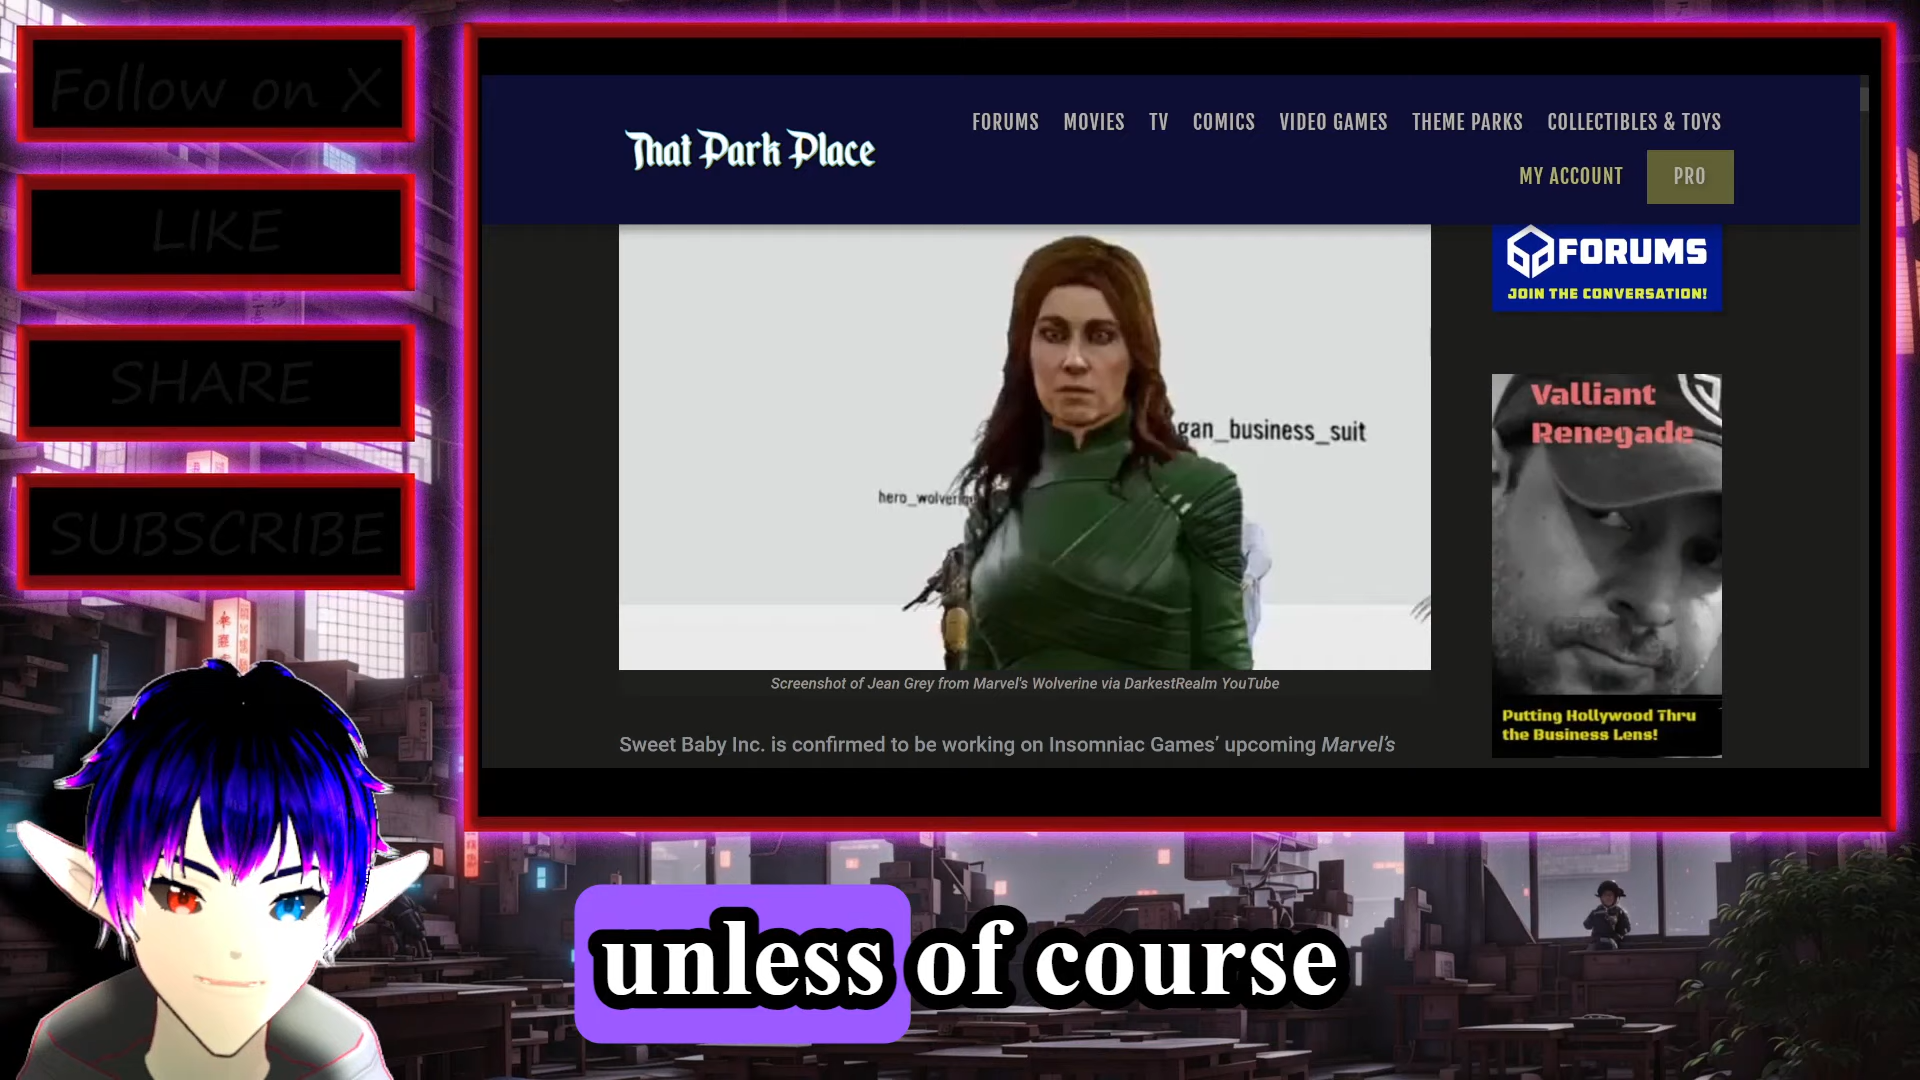 Follow on X
LIKE
SHARE
SUBSCRIBE
That Park Place
FORUMS MOVIES TV COMICS VIDEO GAMES THEME PARKS COLLECTIBLES & TOYS
MY ACCOUNT PRO
gan_business_suit
hero_wolverin
Screenshot of Jean Grey from Marvel's Wolverine via DarkestRealm YouTube
Sweet Baby Inc. is confirmed to be working on Insomniac Games’ upcoming Marvel’s
FORUMS
JOIN THE CONVERSATION!
Valliant
Renegade
Putting Hollywood Thru
the Business Lens!
unless of course